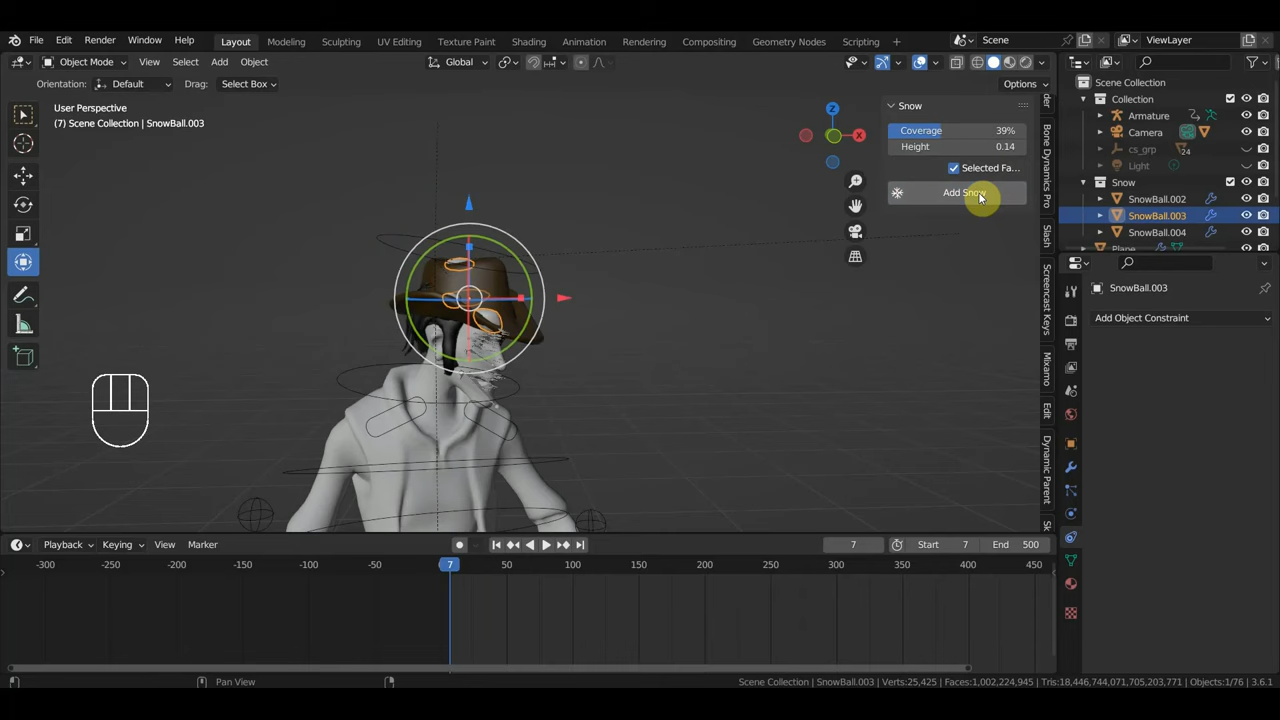 File Edit Render Window Help Layout Modeling Sculpting UV Editing Texture Paint Shading Animation Rendering Compositing Geometry Nodes Scripting + Scene ViewLayer
Object Mode View Select Add Object Global
Orientation: Default Drag: Select Box Options
User Perspective
(7) Scene Collection | SnowBall.003
Snow
Coverage 39%
Height 0.14
Selected Fa...
Add Snow
Z
X
Bone Dynamics Pro
Slash
Screencast Keys
Mixamo
Edit
Dynamic Parent
Sk
Scene Collection
Collection
Armature
Camera
cs_grp 24
Light
Snow
SnowBall.002
SnowBall.003
SnowBall.004
Plane
SnowBall.003
Add Object Constraint
Playback Keying View Marker 7 Start 7 End 500
-300 -250 -200 -150 -100 -50 7 50 100 150 200 250 300 350 400 450
Pan View
Scene Collection | SnowBall.003 | Verts:25,425 | Faces:1,002,224,945 | Tris:18,446,744,071,705,203,771 | Objects:1/76 | 3.6.1